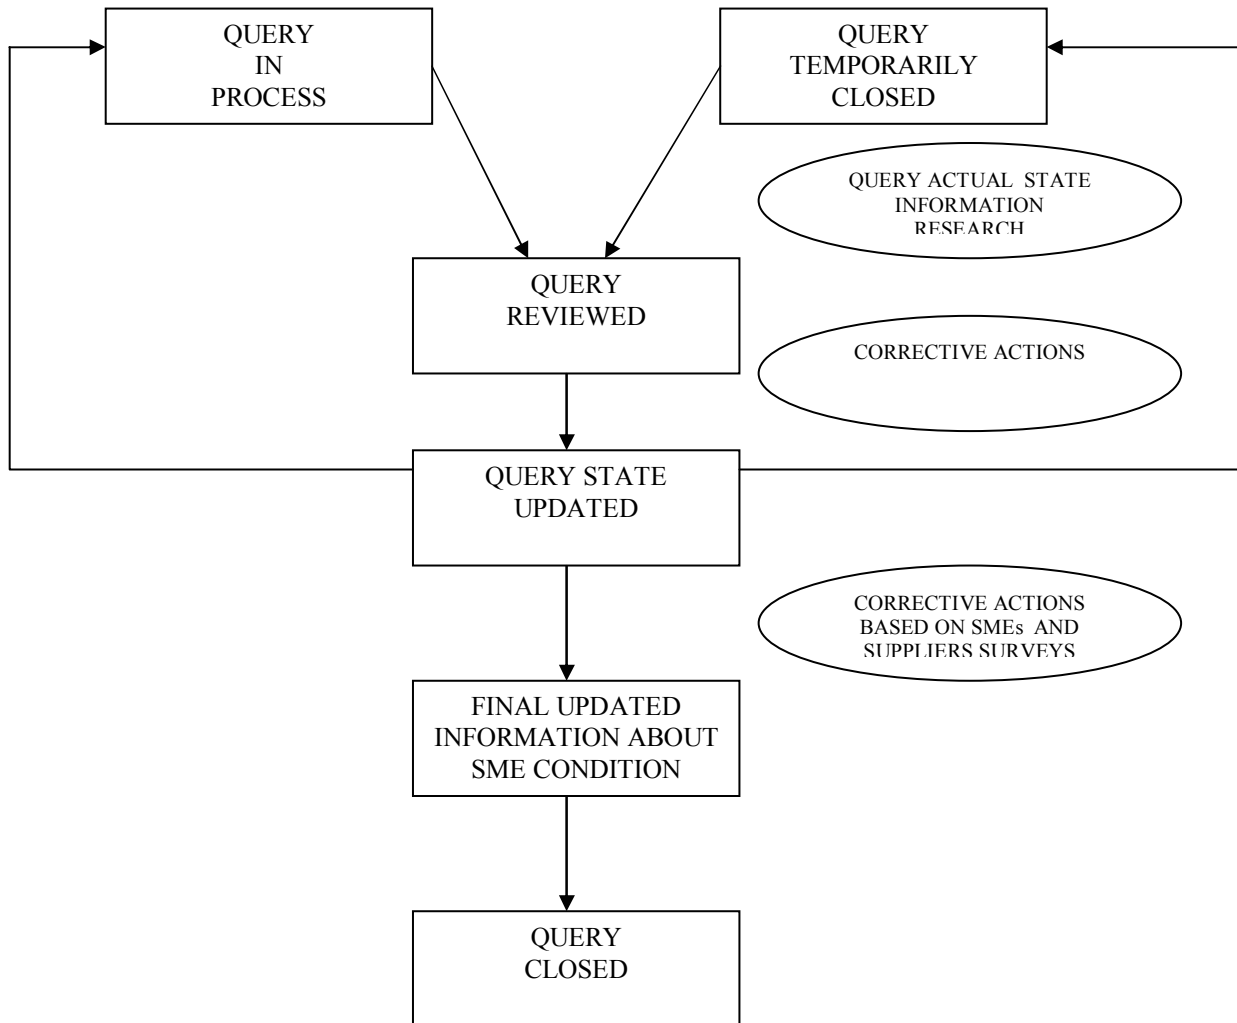 QUERY
IN
PROCESS
QUERY
TEMPORARILY
CLOSED
QUERY ACTUAL STATE
INFORMATION
RESEARCH
QUERY
REVIEWED
CORRECTIVE ACTIONS
QUERY STATE
UPDATED
CORRECTIVE ACTIONS
BASED ON SMEs AND
SUPPLIERS SURVEYS
FINAL UPDATED
INFORMATION ABOUT
SME CONDITION
QUERY
CLOSED